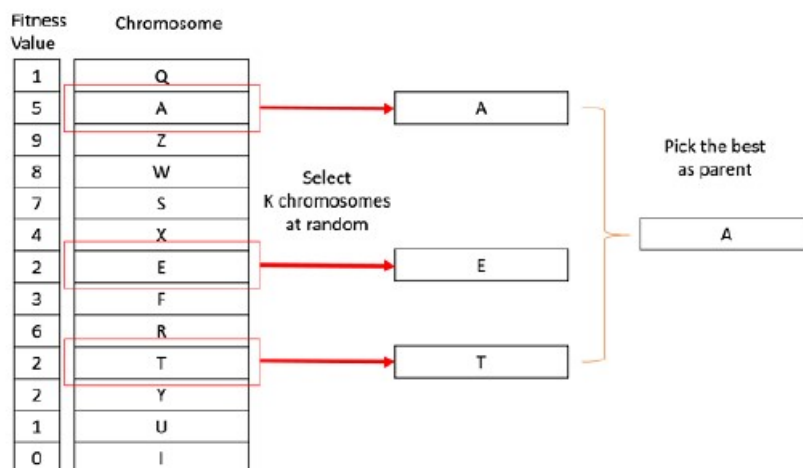 Fitness Value
Chromosome
1 Q
5 A
9 Z
8 W
7 S
4 X
2 E
3 F
6 R
2 T
2 Y
1 U
0 I
Select
K chromosomes
at random
A
E
T
Pick the best
as parent
A